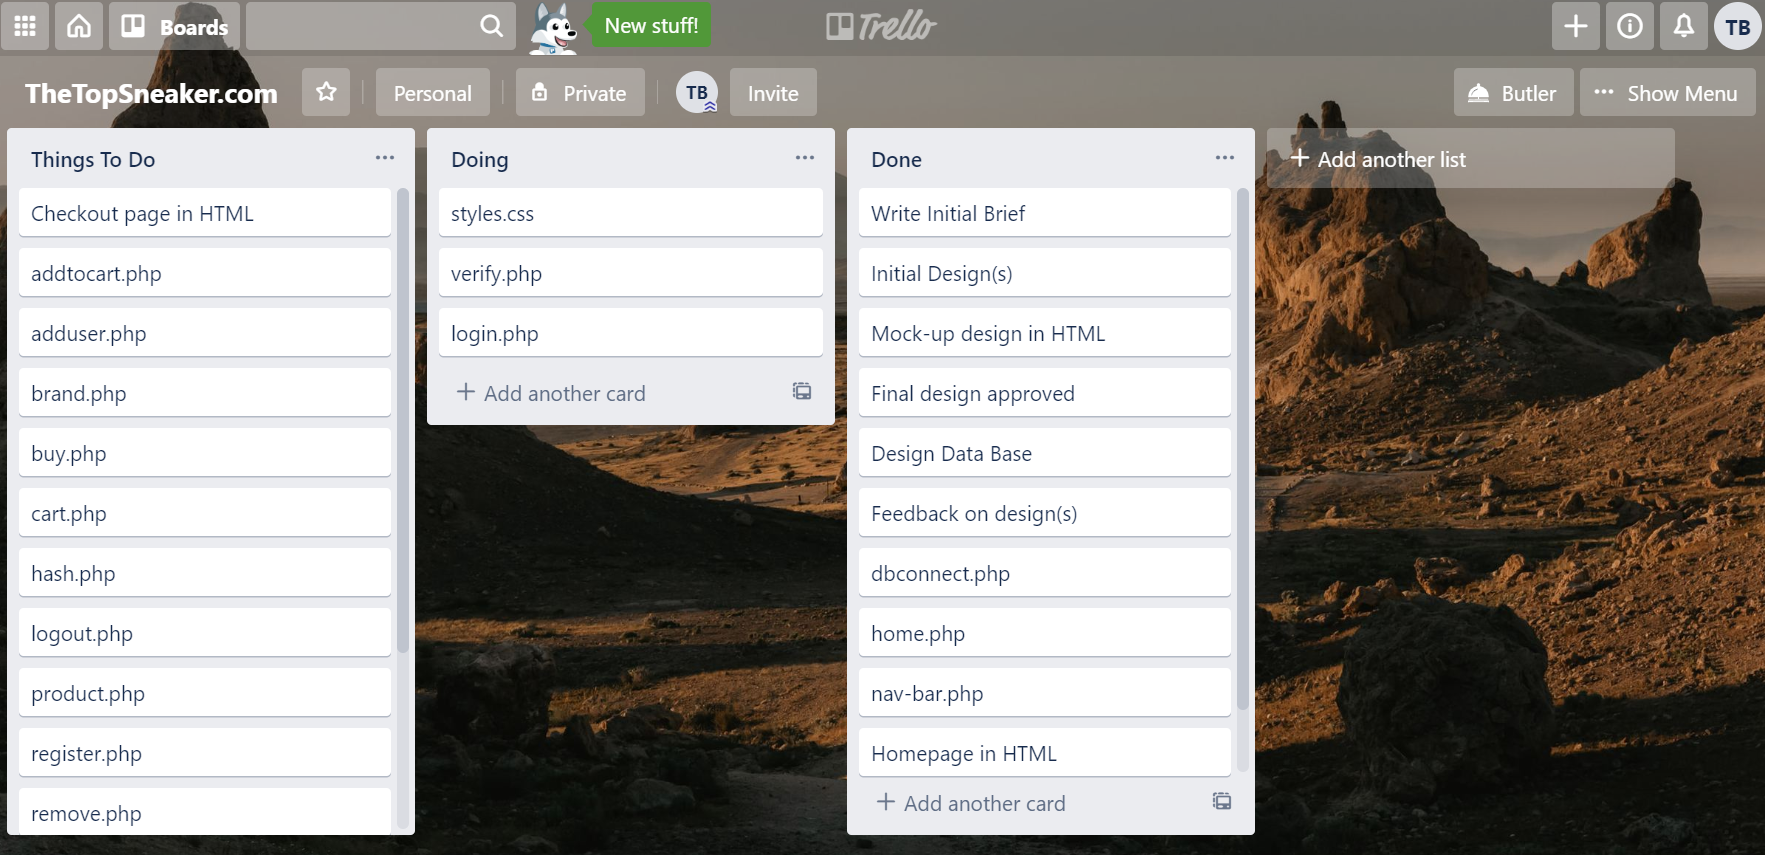 Boards
New stuff!
Trello
TB
TheTopSneaker.com
Personal
Private
TB
Invite
Butler
Show Menu
Things To Do
Checkout page in HTML
addtocart.php
adduser.php
brand.php
buy.php
cart.php
hash.php
logout.php
product.php
register.php
remove.php
Doing
styles.css
verify.php
login.php
Add another card
Done
Write Initial Brief
Initial Design(s)
Mock-up design in HTML
Final design approved
Design Data Base
Feedback on design(s)
dbconnect.php
home.php
nav-bar.php
Homepage in HTML
Add another card
Add another list